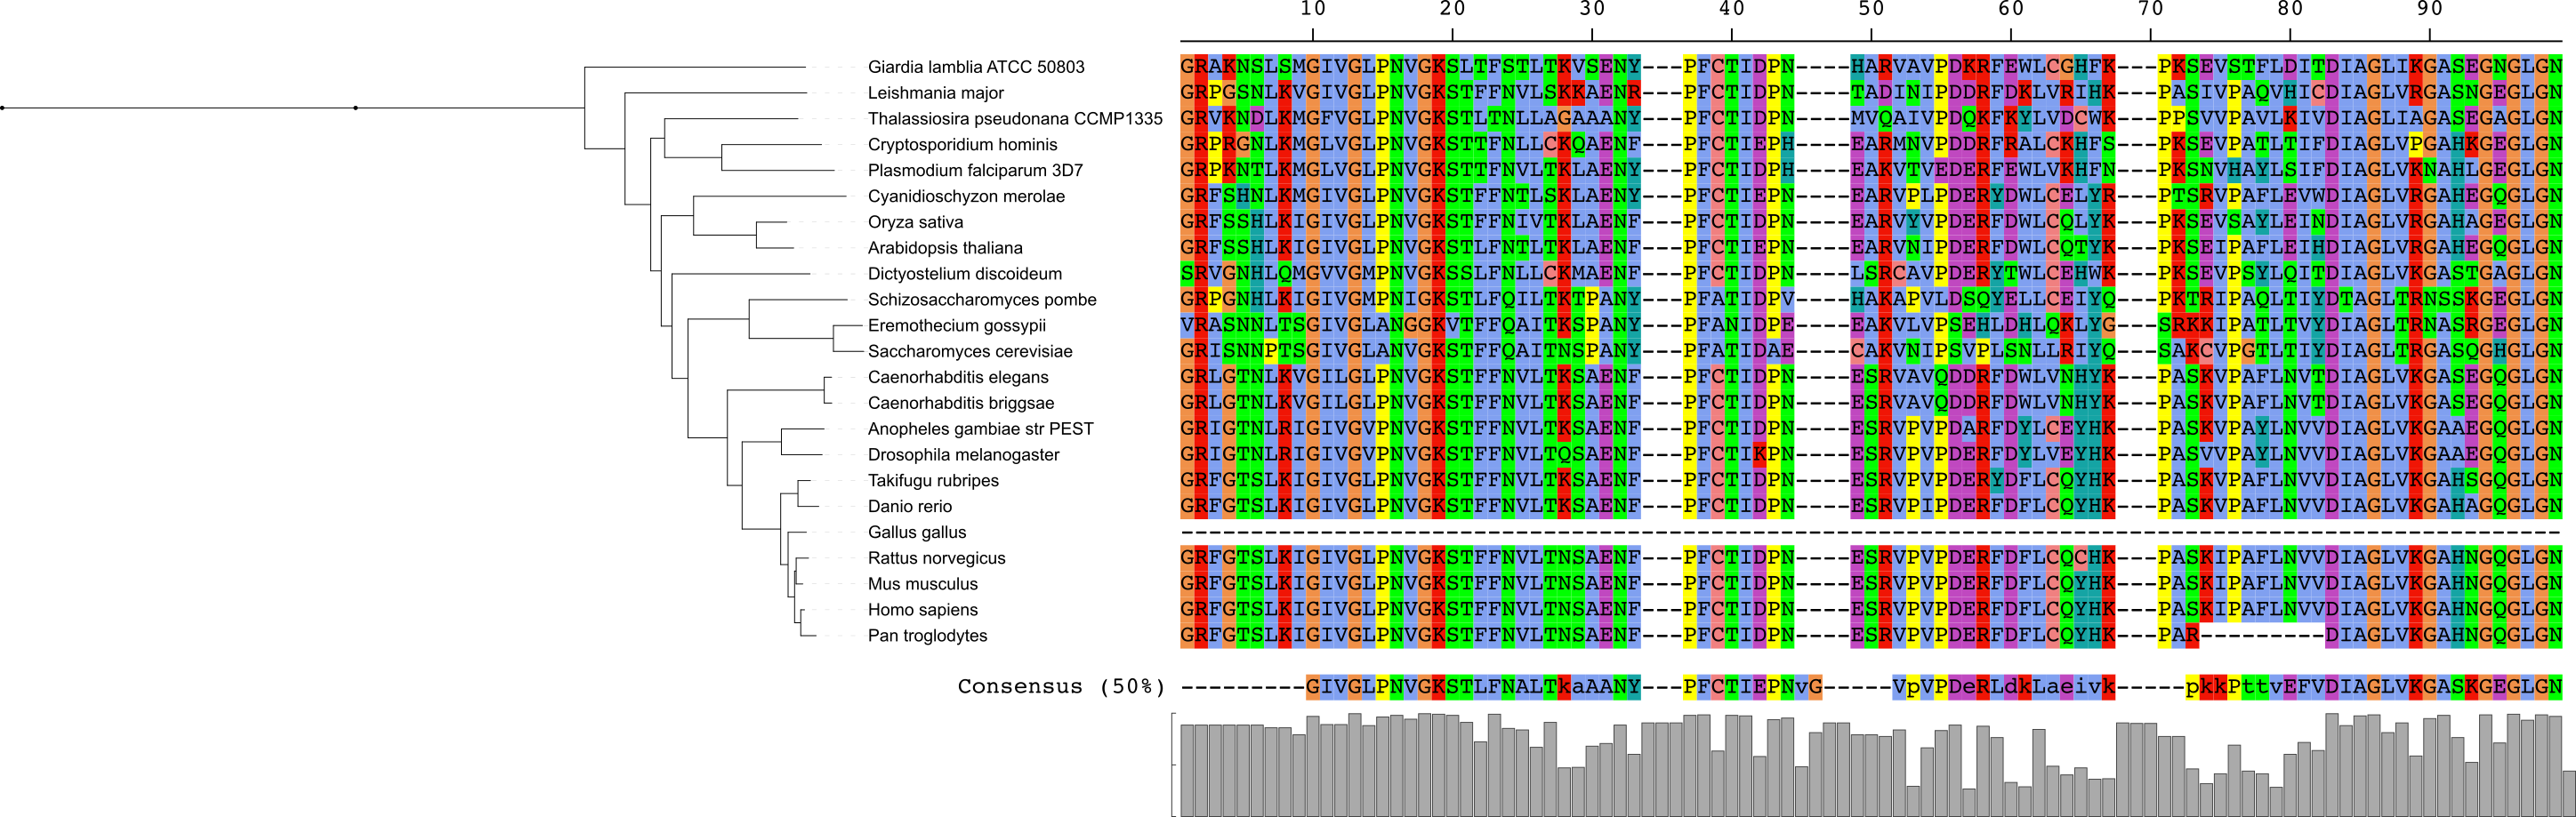 10 20 30 40 50 60 70 80 90
Giardia lamblia ATCC 50803 GRAKNSLSMGIVGLPNVGKSLTFSTLTKVSENY---PFCTIDPN----HARVAVPDKRFEWLCGHFK---PKSEVSTFLDITDIAGLIKGASEGNGLGN
Leishmania major GRPGSNLKVGIVGLPNVGKSTFFNVLSKKAENR---PFCTIDPN----TADINIPDDRFDKLVRIHK---PASIVPAQVHICDIAGLVRGASNGEGLGN
Thalassiosira pseudonana CCMP1335 GRVKNDLKMGFVGLPNVGKSTLTNLLAGAAANY---PFCTIDPN----MVQAIVPDQKFKYLVDCWK---PPSVVPAVLKIVDIAGLIAGASEGAGLGN
Cryptosporidium hominis GRPRGNLKMGLVGLPNVGKSTTFNLLCKQAENF---PFCTIEPH----EARMNVPDDRFRALCKHFS---PKSEVPATLTIFDIAGLVPGAHKGEGLGN
Plasmodium falciparum 3D7 GRPKNTLKMGLVGLPNVGKSTTFNVLTKLAENY---PFCTIDPH----EAKVTVEDERFEWLVKHFN---PKSNVHAYLSIFDIAGLVKNAHLGEGLGN
Cyanidioschyzon merolae GRFSHNLKMGIVGLPNVGKSTFFNTLSKLAENY---PFCTIEPN----EARVPLPDERYDWLCELYR---PTSRVPAFLEVWDIAGLVRGAHEGQGLGN
Oryza sativa GRFSSHLKIGIVGLPNVGKSTFFNIVTKLAENF---PFCTIDPN----EARVYVPDERFDWLCQLYK---PKSEVSAYLEINDIAGLVRGAHAGEGLGN
Arabidopsis thaliana GRFSSHLKIGIVGLPNVGKSTLFNTLTKLAENF---PFCTIEPN----EARVNIPDERFDWLCQTYK---PKSEIPAFLEIHDIAGLVRGAHEGQGLGN
Dictyostelium discoideum SRVGNHLQMGVVGMPNVGKSSLFNLLCKMAENF---PFCTIDPN----LSRCAVPDERYTWLCEHWK---PKSEVPSYLQITDIAGLVKGASTGAGLGN
Schizosaccharomyces pombe GRPGNHLKIGIVGMPNIGKSTLFQILTKTPANY---PFATIDPV----HAKAPVLDSQYELLCEIYQ---PKTRIPAQLTIYDTAGLTRNSSKGEGLGN
Eremothecium gossypii VRASNNLTSGIVGLANGGKVTFFQAITKSPANY---PFANIDPE----EAKVLVPSEHLDHLQKLYG---SRKKIPATLTVYDIAGLTRNASRGEGLGN
Saccharomyces cerevisiae GRISNNPTSGIVGLANVGKSTFFQAITNSPANY---PFATIDAE----CAKVNIPSVPLSNLLRIYQ---SAKCVPGTLTIYDIAGLTRGASQGHGLGN
Caenorhabditis elegans GRLGTNLKVGILGLPNVGKSTFFNVLTKSAENF---PFCTIDPN----ESRVAVQDDRFDWLVNHYK---PASKVPAFLNVTDIAGLVKGASEGQGLGN
Caenorhabditis briggsae GRLGTNLKVGILGLPNVGKSTFFNVLTKSAENF---PFCTIDPN----ESRVAVQDDRFDWLVNHYK---PASKVPAFLNVTDIAGLVKGASEGQGLGN
Anopheles gambiae str PEST GRIGTNLRIGIVGVPNVGKSTFFNVLTKSAENF---PFCTIDPN----ESRVPVPDARFDYLCEYHK---PASKVPAYLNVVDIAGLVKGAAEGQGLGN
Drosophila melanogaster GRIGTNLRIGIVGVPNVGKSTFFNVLTQSAENF---PFCTIKPN----ESRVPVPDERFDYLVEYHK---PASVVPAYLNVVDIAGLVKGAAEGQGLGN
Takifugu rubripes GRFGTSLKIGIVGLPNVGKSTFFNVLTKSAENF---PFCTIDPN----ESRVPVPDERYDFLCQYHK---PASKVPAFLNVVDIAGLVKGAHSGQGLGN
Danio rerio GRFGTSLKIGIVGLPNVGKSTFFNVLTKSAENF---PFCTIDPN----ESRVPIPDERFDFLCQYHK---PASKVPAFLNVVDIAGLVKGAHAGQGLGN
Gallus gallus ---------------------------------------------------------------------------------------------------
Rattus norvegicus GRFGTSLKIGIVGLPNVGKSTFFNVLTNSAENF---PFCTIDPN----ESRVPVPDERFDFLCQCHK---PASKIPAFLNVVDIAGLVKGAHNGQGLGN
Mus musculus GRFGTSLKIGIVGLPNVGKSTFFNVLTNSAENF---PFCTIDPN----ESRVPVPDERFDFLCQYHK---PASKIPAFLNVVDIAGLVKGAHNGQGLGN
Homo sapiens GRFGTSLKIGIVGLPNVGKSTFFNVLTNSAENF---PFCTIDPN----ESRVPVPDERFDFLCQYHK---PASKIPAFLNVVDIAGLVKGAHNGQGLGN
Pan troglodytes GRFGTSLKIGIVGLPNVGKSTFFNVLTNSAENF---PFCTIDPN----ESRVPVPDERFDFLCQYHK---PAR---------DIAGLVKGAHNGQGLGN
Consensus (50%) ---------GIVGLPNVGKSTLFNALTkaAANY---PFCTIEPNvG-----VpVPDeRLdkLaeivk-----pkkPttvEFVDIAGLVKGASKGEGLGN